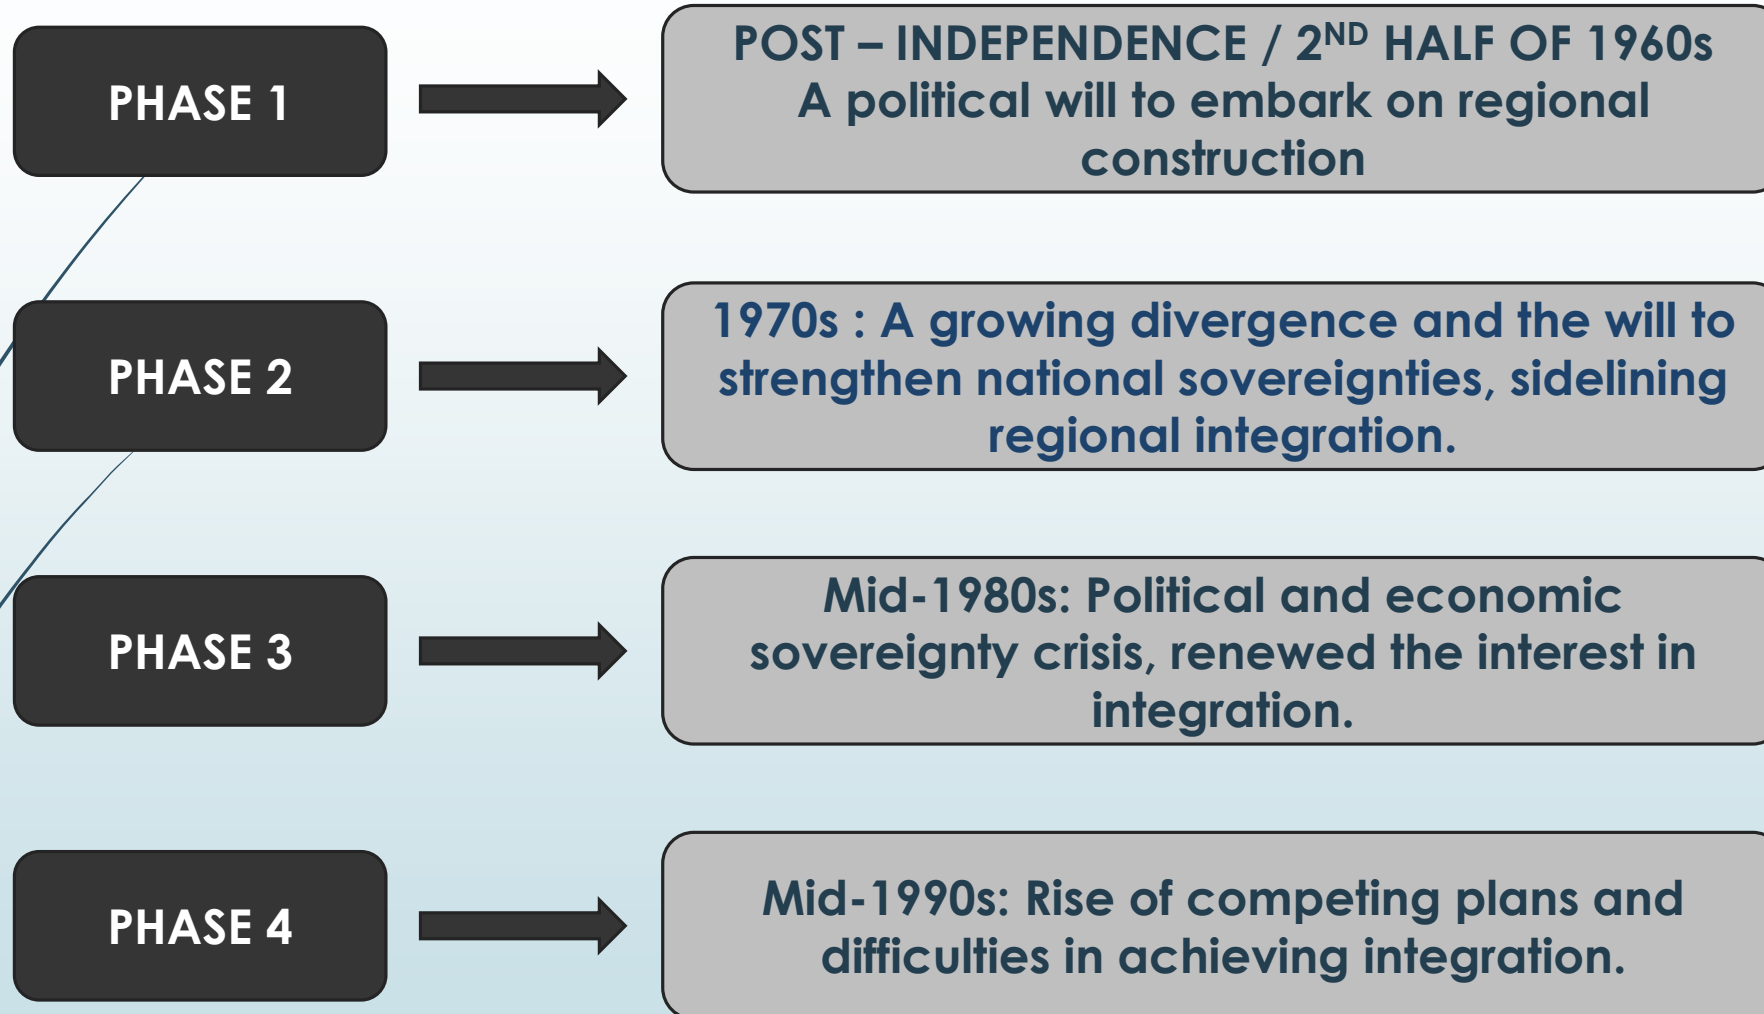 PHASE 1
POST – INDEPENDENCE / 2ND HALF OF 1960s
A political will to embark on regional
construction
PHASE 2
1970s : A growing divergence and the will to
strengthen national sovereignties, sidelining
regional integration.
PHASE 3
Mid-1980s: Political and economic
sovereignty crisis, renewed the interest in
integration.
PHASE 4
Mid-1990s: Rise of competing plans and
difficulties in achieving integration.